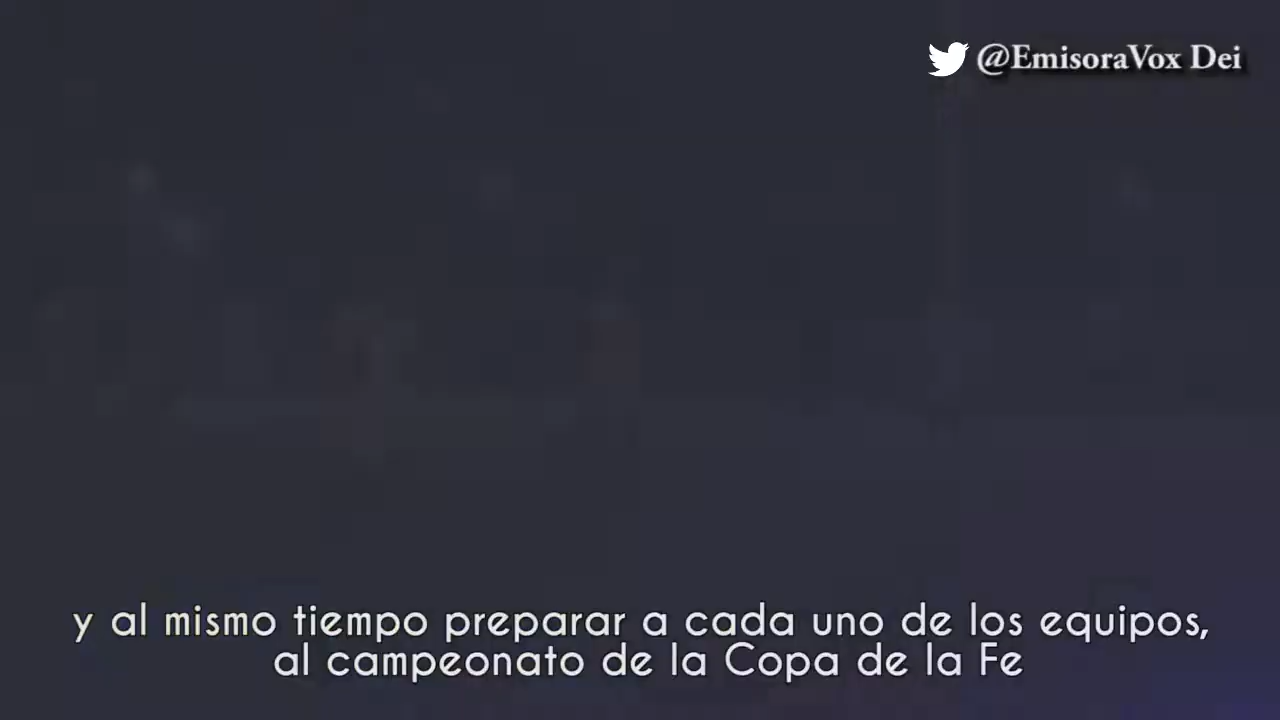 @EmisoraVox Dei
y al mismo tiempo preparar a cada uno de los equipos,
al campeonato de la Copa de la Fe